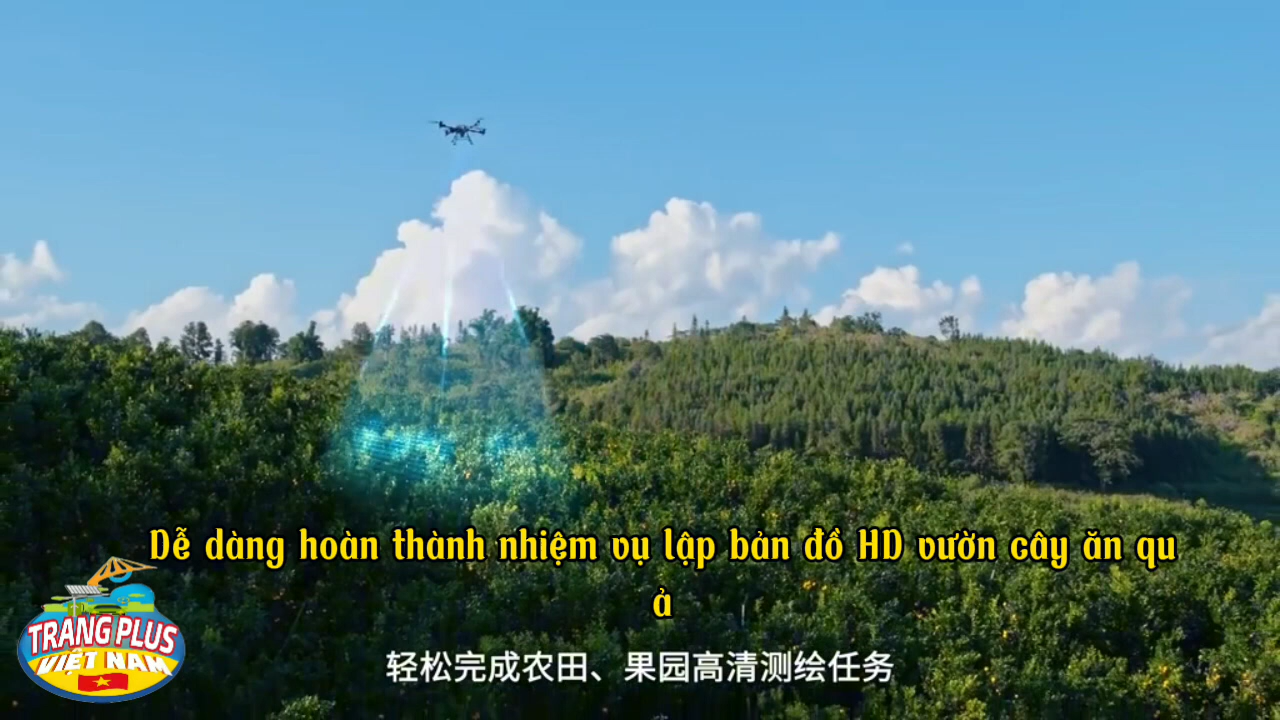 Dễ dàng hoàn thành nhiệm vụ lập bản đồ HD vườn cây ăn qu
ả
TRANG PLUS
VIỆT NAM
轻松完成农田、果园高清测绘任务